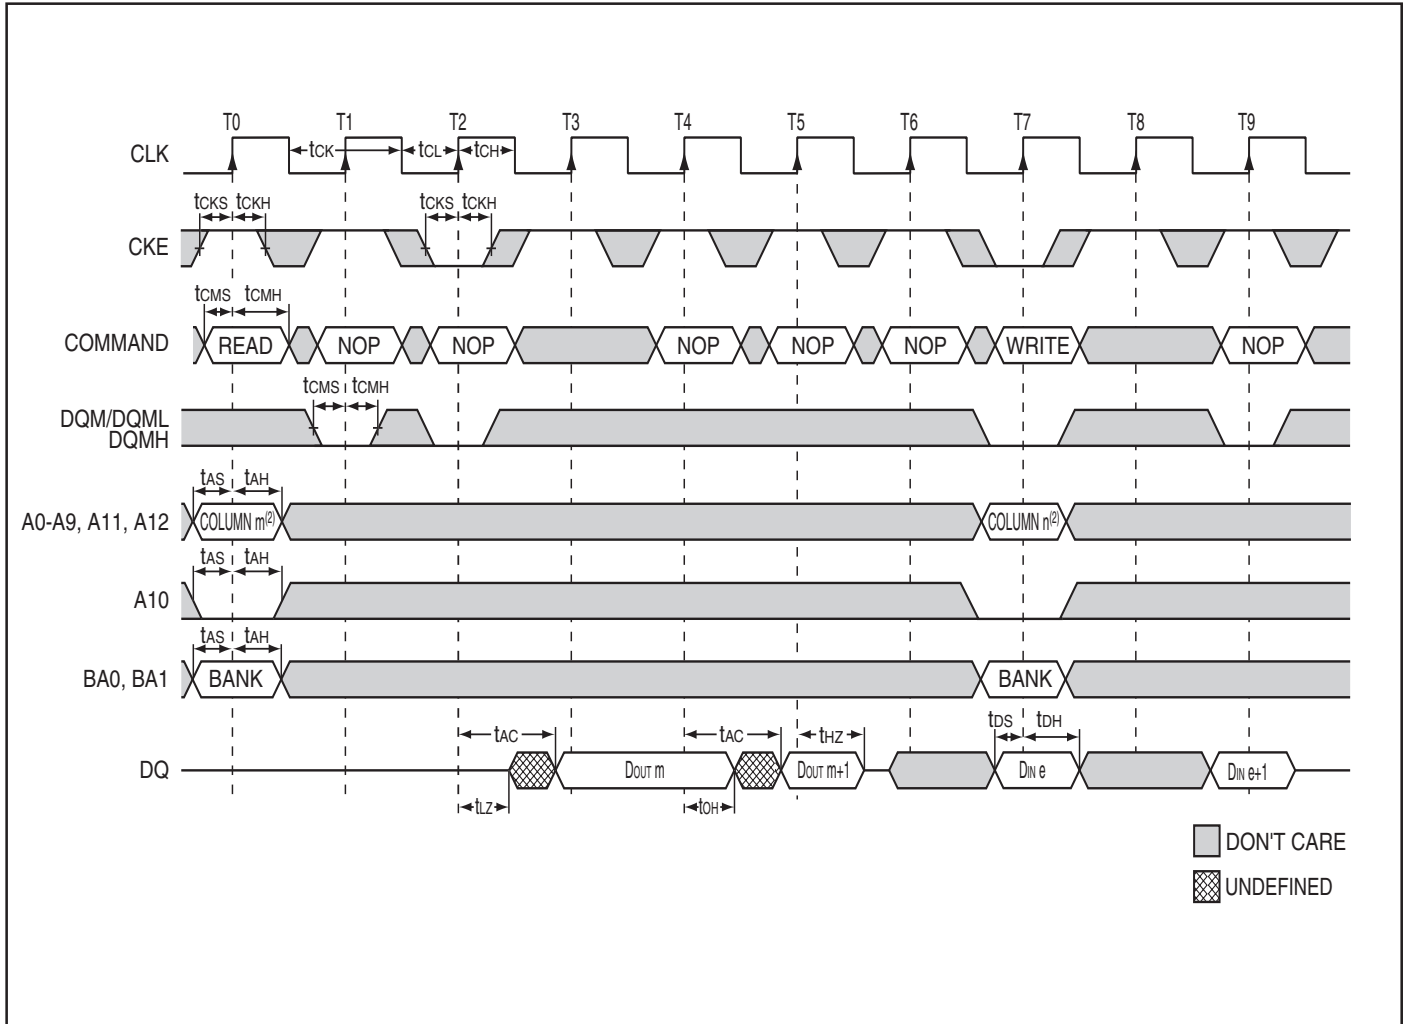 T0 T1 T2 T3 T4 T5 T6 T7 T8 T9
CLK tCK tCL tCH
tCKS tCKH tCKS tCKH
CKE
tCMS tCMH
COMMAND READ NOP NOP NOP NOP NOP WRITE NOP
tCMS tCMH
DQM/DQML
DQMH
tAS tAH
A0-A9, A11, A12 COLUMN m(2) COLUMN n(2)
tAS tAH
A10
tAS tAH
BA0, BA1 BANK BANK
tAC tAC tHZ tDS tDH
DQ DOUT m DOUT m+1 DIN e DIN e+1
tLZ tOH
DON'T CARE
UNDEFINED